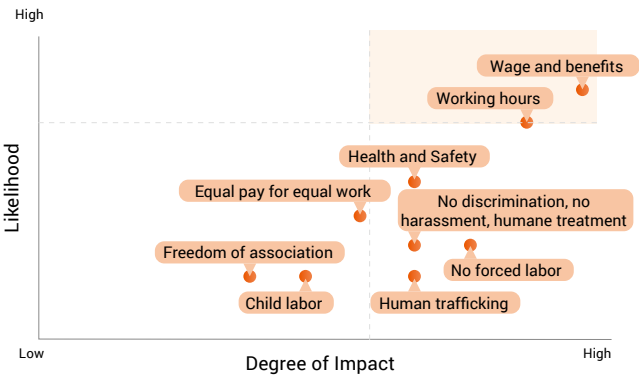 High
Wage and benefits
Working hours
Health and Safety
Equal pay for equal work
No discrimination, no
harassment, humane treatment
Freedom of association
No forced labor
Child labor
Human trafficking
Likelihood
Low
Degree of Impact
High